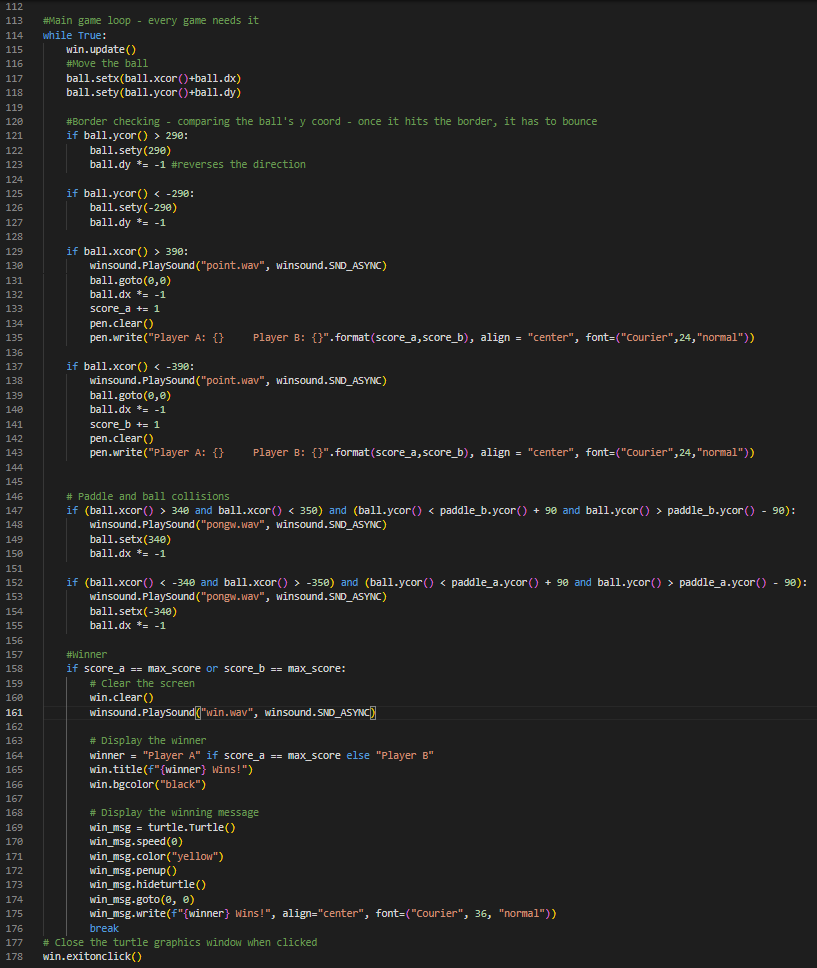 112
113 #Main game loop - every game needs it
114 while True:
115     win.update()
116     #Move the ball
117     ball.setx(ball.xcor()+ball.dx)
118     ball.sety(ball.ycor()+ball.dy)
119
120     #Border checking - comparing the ball's y coord - once it hits the border, it has to bounce
121     if ball.ycor() > 290:
122         ball.sety(290)
123         ball.dy *= -1 #reverses the direction
124
125     if ball.ycor() < -290:
126         ball.sety(-290)
127         ball.dy *= -1
128
129     if ball.xcor() > 390:
130         winsound.PlaySound("point.wav", winsound.SND_ASYNC)
131         ball.goto(0,0)
132         ball.dx *= -1
133         score_a += 1
134         pen.clear()
135         pen.write("Player A: {}     Player B: {}".format(score_a,score_b), align = "center", font=("Courier",24,"normal"))
136
137     if ball.xcor() < -390:
138         winsound.PlaySound("point.wav", winsound.SND_ASYNC)
139         ball.goto(0,0)
140         ball.dx *= -1
141         score_b += 1
142         pen.clear()
143         pen.write("Player A: {}     Player B: {}".format(score_a,score_b), align = "center", font=("Courier",24,"normal"))
144
145
146     # Paddle and ball collisions
147     if (ball.xcor() > 340 and ball.xcor() < 350) and (ball.ycor() < paddle_b.ycor() + 90 and ball.ycor() > paddle_b.ycor() - 90):
148         winsound.PlaySound("pongw.wav", winsound.SND_ASYNC)
149         ball.setx(340)
150         ball.dx *= -1
151
152     if (ball.xcor() < -340 and ball.xcor() > -350) and (ball.ycor() < paddle_a.ycor() + 90 and ball.ycor() > paddle_a.ycor() - 90):
153         winsound.PlaySound("pongw.wav", winsound.SND_ASYNC)
154         ball.setx(-340)
155         ball.dx *= -1
156
157     #Winner
158     if score_a == max_score or score_b == max_score:
159         # Clear the screen
160         win.clear()
161         winsound.PlaySound("win.wav", winsound.SND_ASYNC)
162
163         # Display the winner
164         winner = "Player A" if score_a == max_score else "Player B"
165         win.title(f"{winner} Wins!")
166         win.bgcolor("black")
167
168         # Display the winning message
169         win_msg = turtle.Turtle()
170         win_msg.speed(0)
171         win_msg.color("yellow")
172         win_msg.penup()
173         win_msg.hideturtle()
174         win_msg.goto(0, 0)
175         win_msg.write(f"{winner} Wins!", align="center", font=("Courier", 36, "normal"))
176         break
177 # Close the turtle graphics window when clicked
178 win.exitonclick()